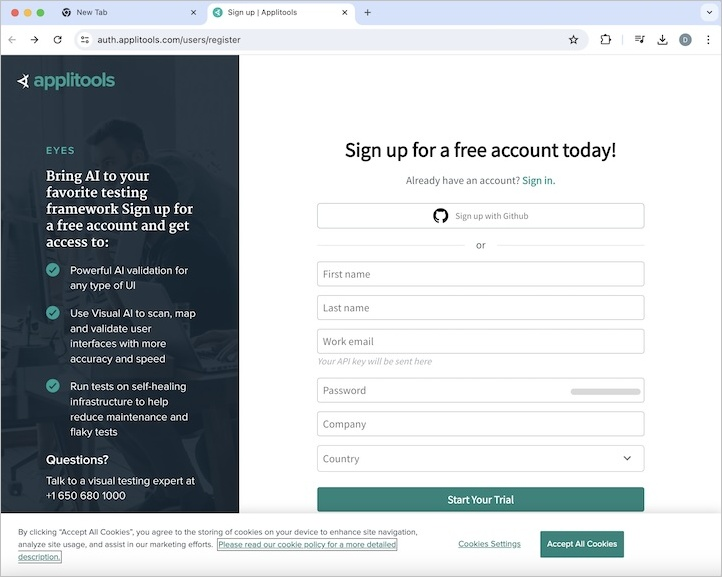 New Tab
Sign up | Applitools
auth.applitools.com/users/register
D
applitools
EYES
Bring AI to your
favorite testing
framework Sign up for
a free account and get
access to:
Powerful AI validation for
any type of UI
Use Visual AI to scan, map
and validate user
interfaces with more
accuracy and speed
Run tests on self-healing
infrastructure to help
reduce maintenance and
flaky tests
Questions?
Talk to a visual testing expert at
+1 650 680 1000
Sign up for a free account today!
Already have an account? Sign in.
Sign up with Github
or
First name
Last name
Work email
Your API key will be sent here
Password
Company
Country
Start Your Trial
By clicking “Accept All Cookies”, you agree to the storing of cookies on your device to enhance site navigation,
analyze site usage, and assist in our marketing efforts. Please read our cookie policy for a more detailed
description.
Cookies Settings
Accept All Cookies